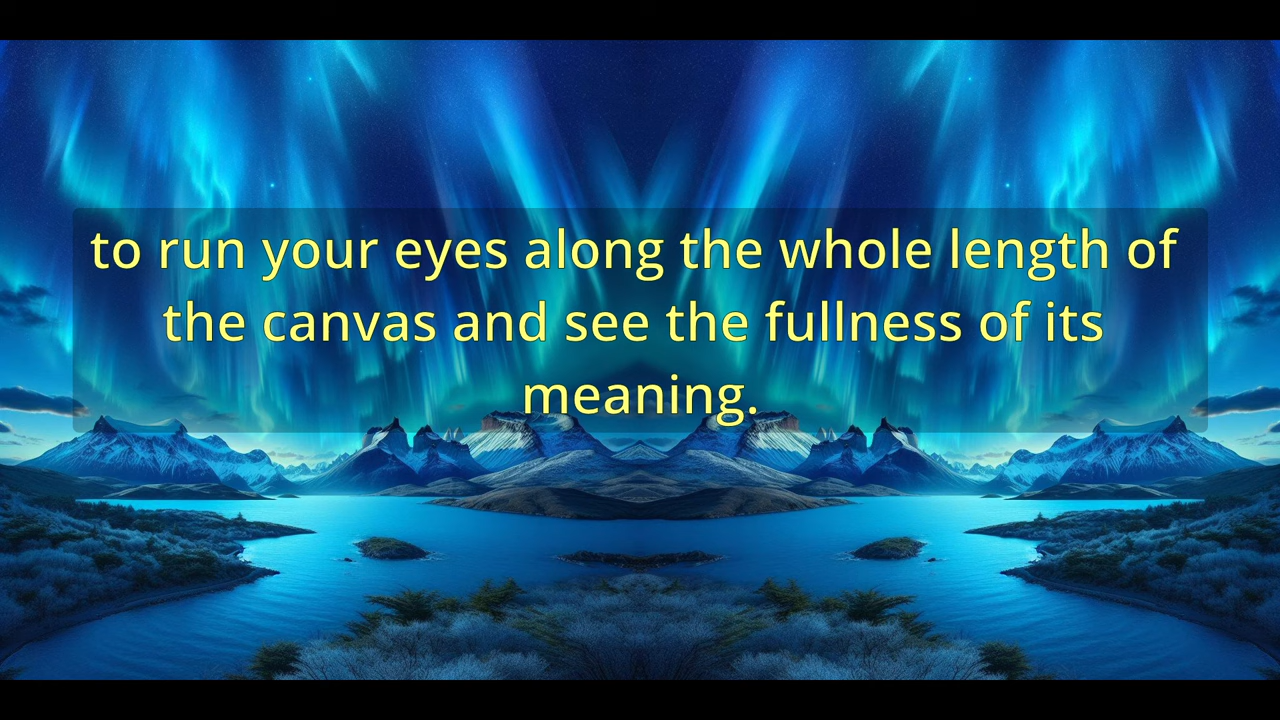 to run your eyes along the whole length of
the canvas and see the fullness of its
meaning.